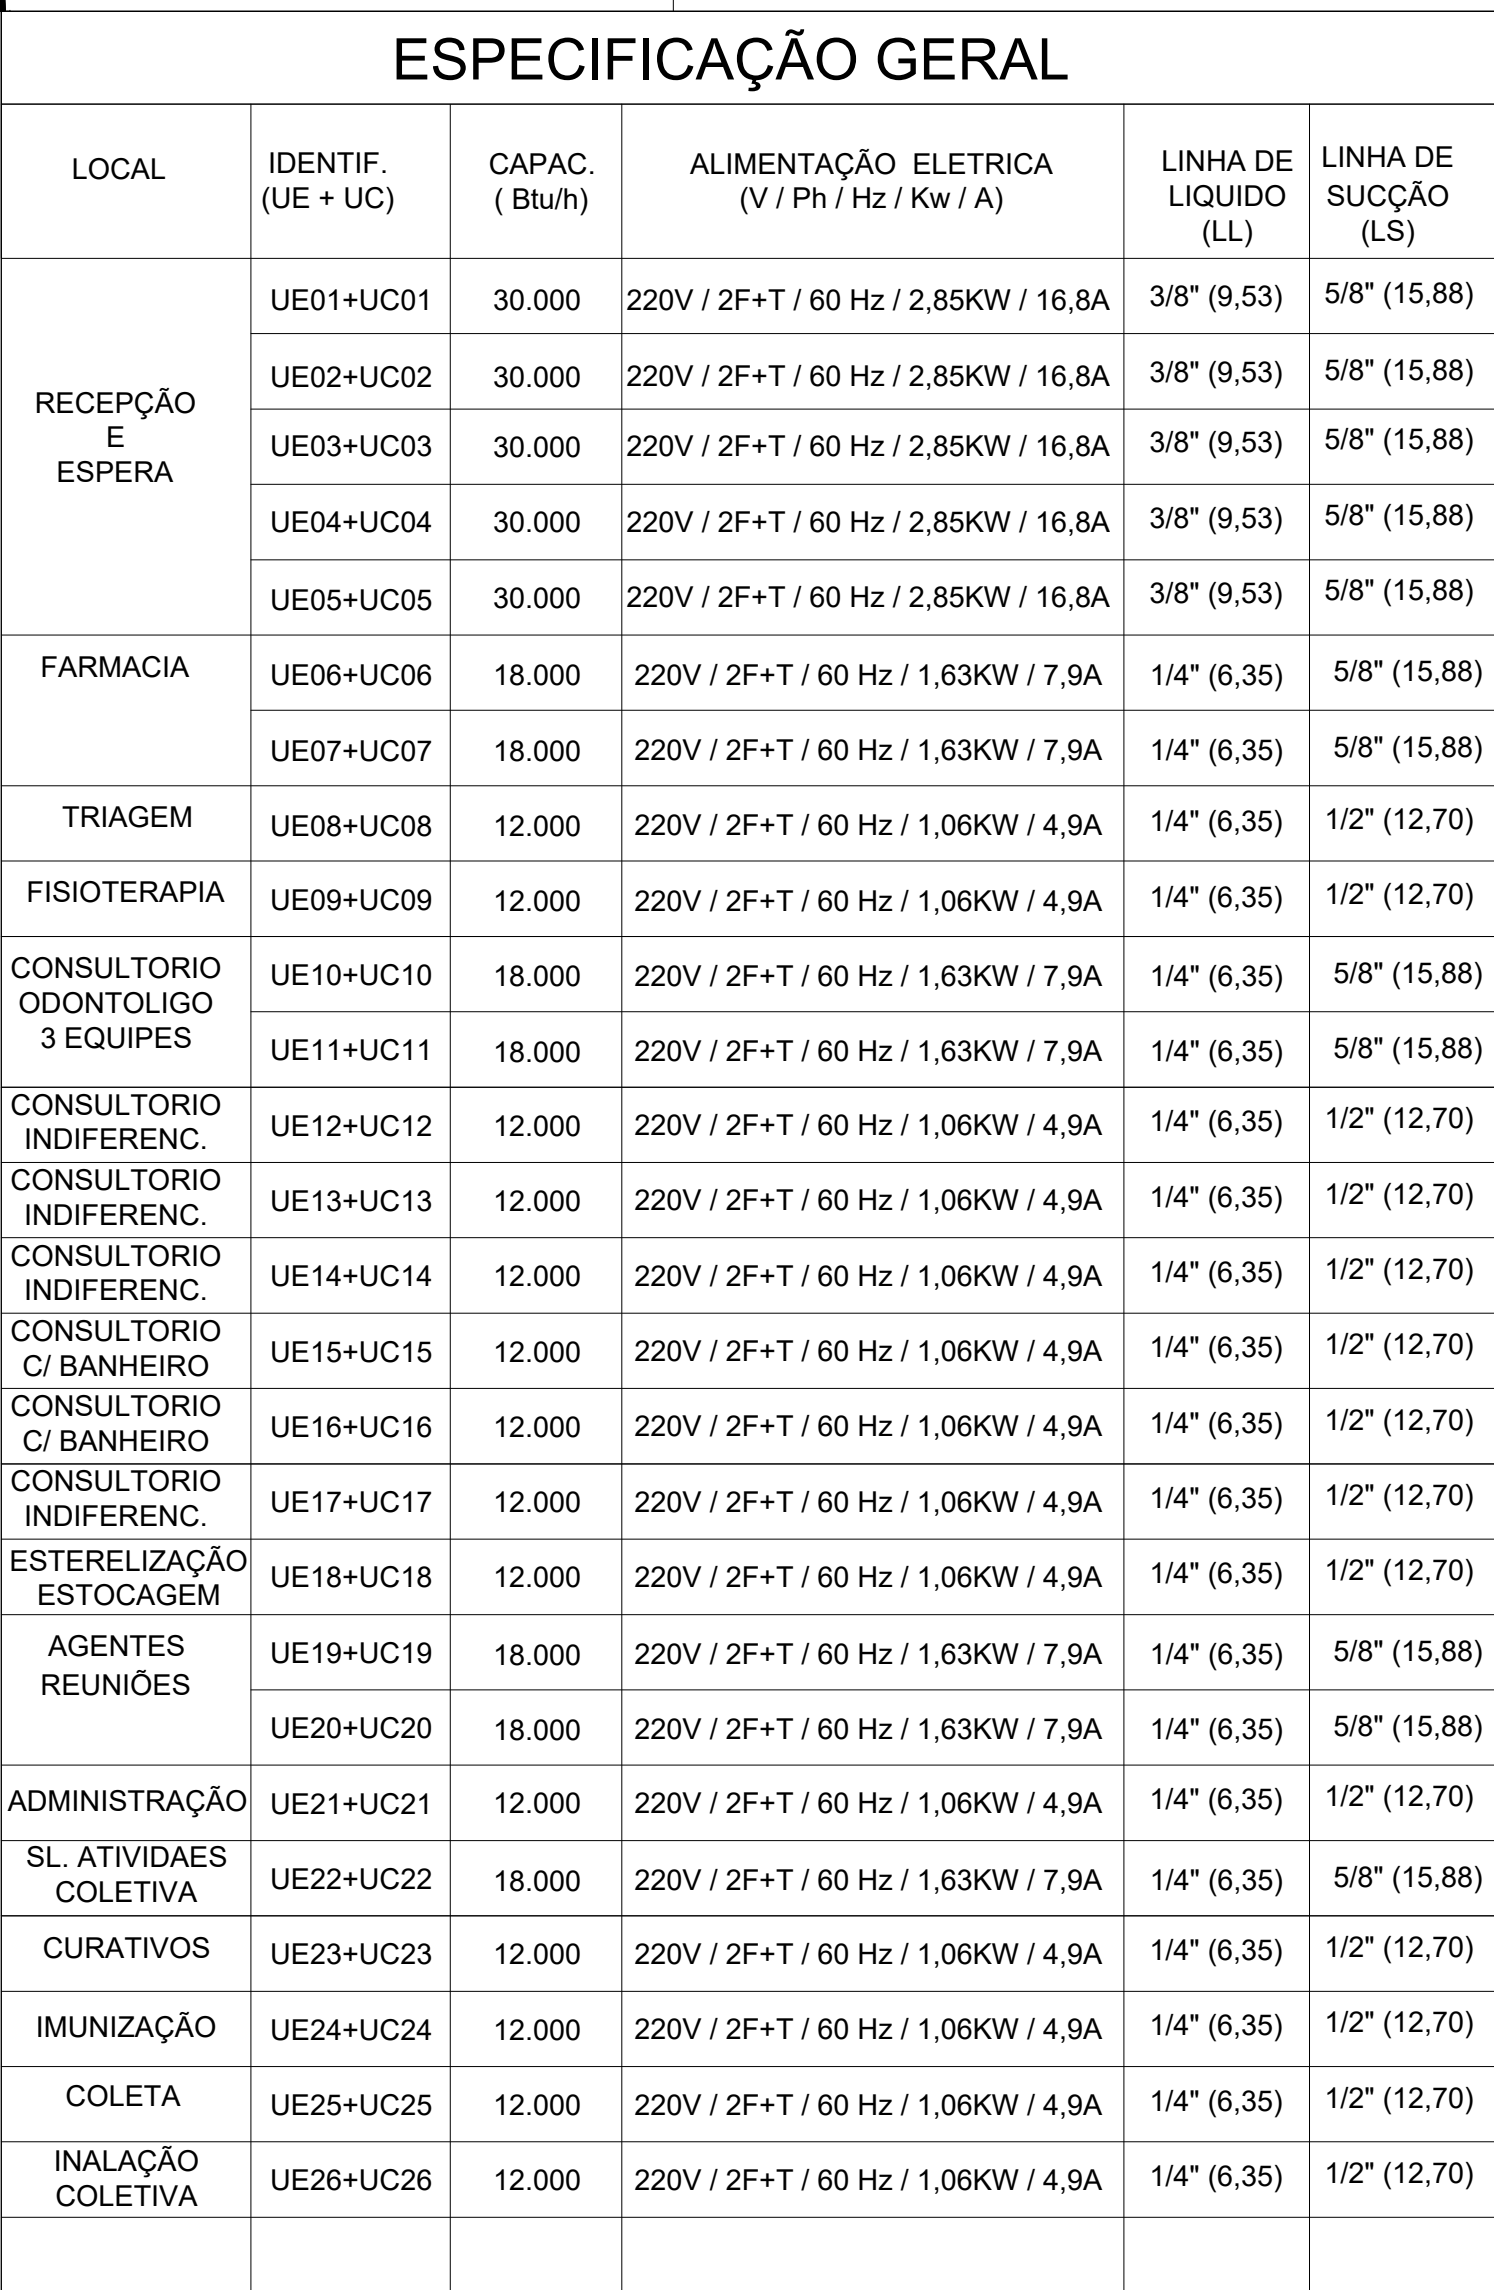 ESPECIFICAÇÃO GERAL
LOCAL
IDENTIF.
(UE + UC)
CAPAC.
( Btu/h)
ALIMENTAÇÃO ELETRICA
(V / Ph / Hz / Kw / A)
LINHA DE
LIQUIDO
(LL)
LINHA DE
SUCÇÃO
(LS)
RECEPÇÃO
E
ESPERA
UE01+UC01 30.000 220V / 2F+T / 60 Hz / 2,85KW / 16,8A 3/8" (9,53) 5/8" (15,88)
UE02+UC02 30.000 220V / 2F+T / 60 Hz / 2,85KW / 16,8A 3/8" (9,53) 5/8" (15,88)
UE03+UC03 30.000 220V / 2F+T / 60 Hz / 2,85KW / 16,8A 3/8" (9,53) 5/8" (15,88)
UE04+UC04 30.000 220V / 2F+T / 60 Hz / 2,85KW / 16,8A 3/8" (9,53) 5/8" (15,88)
UE05+UC05 30.000 220V / 2F+T / 60 Hz / 2,85KW / 16,8A 3/8" (9,53) 5/8" (15,88)
FARMACIA
UE06+UC06 18.000 220V / 2F+T / 60 Hz / 1,63KW / 7,9A 1/4" (6,35) 5/8" (15,88)
UE07+UC07 18.000 220V / 2F+T / 60 Hz / 1,63KW / 7,9A 1/4" (6,35) 5/8" (15,88)
TRIAGEM UE08+UC08 12.000 220V / 2F+T / 60 Hz / 1,06KW / 4,9A 1/4" (6,35) 1/2" (12,70)
FISIOTERAPIA UE09+UC09 12.000 220V / 2F+T / 60 Hz / 1,06KW / 4,9A 1/4" (6,35) 1/2" (12,70)
CONSULTORIO
ODONTOLIGO
3 EQUIPES
UE10+UC10 18.000 220V / 2F+T / 60 Hz / 1,63KW / 7,9A 1/4" (6,35) 5/8" (15,88)
UE11+UC11 18.000 220V / 2F+T / 60 Hz / 1,63KW / 7,9A 1/4" (6,35) 5/8" (15,88)
CONSULTORIO
INDIFERENC.
UE12+UC12 12.000 220V / 2F+T / 60 Hz / 1,06KW / 4,9A 1/4" (6,35) 1/2" (12,70)
CONSULTORIO
INDIFERENC.
UE13+UC13 12.000 220V / 2F+T / 60 Hz / 1,06KW / 4,9A 1/4" (6,35) 1/2" (12,70)
CONSULTORIO
INDIFERENC.
UE14+UC14 12.000 220V / 2F+T / 60 Hz / 1,06KW / 4,9A 1/4" (6,35) 1/2" (12,70)
CONSULTORIO
C/ BANHEIRO
UE15+UC15 12.000 220V / 2F+T / 60 Hz / 1,06KW / 4,9A 1/4" (6,35) 1/2" (12,70)
CONSULTORIO
C/ BANHEIRO
UE16+UC16 12.000 220V / 2F+T / 60 Hz / 1,06KW / 4,9A 1/4" (6,35) 1/2" (12,70)
CONSULTORIO
INDIFERENC.
UE17+UC17 12.000 220V / 2F+T / 60 Hz / 1,06KW / 4,9A 1/4" (6,35) 1/2" (12,70)
ESTERELIZAÇÃO
ESTOCAGEM
UE18+UC18 12.000 220V / 2F+T / 60 Hz / 1,06KW / 4,9A 1/4" (6,35) 1/2" (12,70)
AGENTES
REUNIÕES
UE19+UC19 18.000 220V / 2F+T / 60 Hz / 1,63KW / 7,9A 1/4" (6,35) 5/8" (15,88)
UE20+UC20 18.000 220V / 2F+T / 60 Hz / 1,63KW / 7,9A 1/4" (6,35) 5/8" (15,88)
ADMINISTRAÇÃO UE21+UC21 12.000 220V / 2F+T / 60 Hz / 1,06KW / 4,9A 1/4" (6,35) 1/2" (12,70)
SL. ATIVIDAES
COLETIVA
UE22+UC22 18.000 220V / 2F+T / 60 Hz / 1,63KW / 7,9A 1/4" (6,35) 5/8" (15,88)
CURATIVOS UE23+UC23 12.000 220V / 2F+T / 60 Hz / 1,06KW / 4,9A 1/4" (6,35) 1/2" (12,70)
IMUNIZAÇÃO UE24+UC24 12.000 220V / 2F+T / 60 Hz / 1,06KW / 4,9A 1/4" (6,35) 1/2" (12,70)
COLETA UE25+UC25 12.000 220V / 2F+T / 60 Hz / 1,06KW / 4,9A 1/4" (6,35) 1/2" (12,70)
INALAÇÃO
COLETIVA
UE26+UC26 12.000 220V / 2F+T / 60 Hz / 1,06KW / 4,9A 1/4" (6,35) 1/2" (12,70)